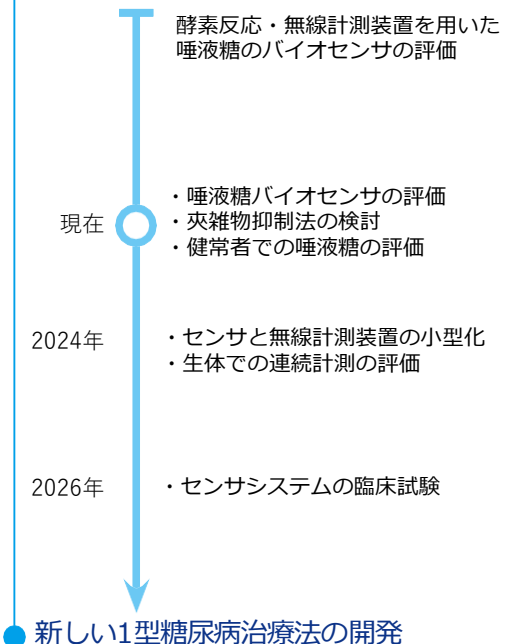 酵素反応・無線計測装置を用いた
唾液糖のバイオセンサの評価
現在
・唾液糖バイオセンサの評価
・夾雑物抑制法の検討
・健常者での唾液糖の評価
2024年
・センサと無線計測装置の小型化
・生体での連続計測の評価
2026年
・センサシステムの臨床試験
新しい1型糖尿病治療法の開発